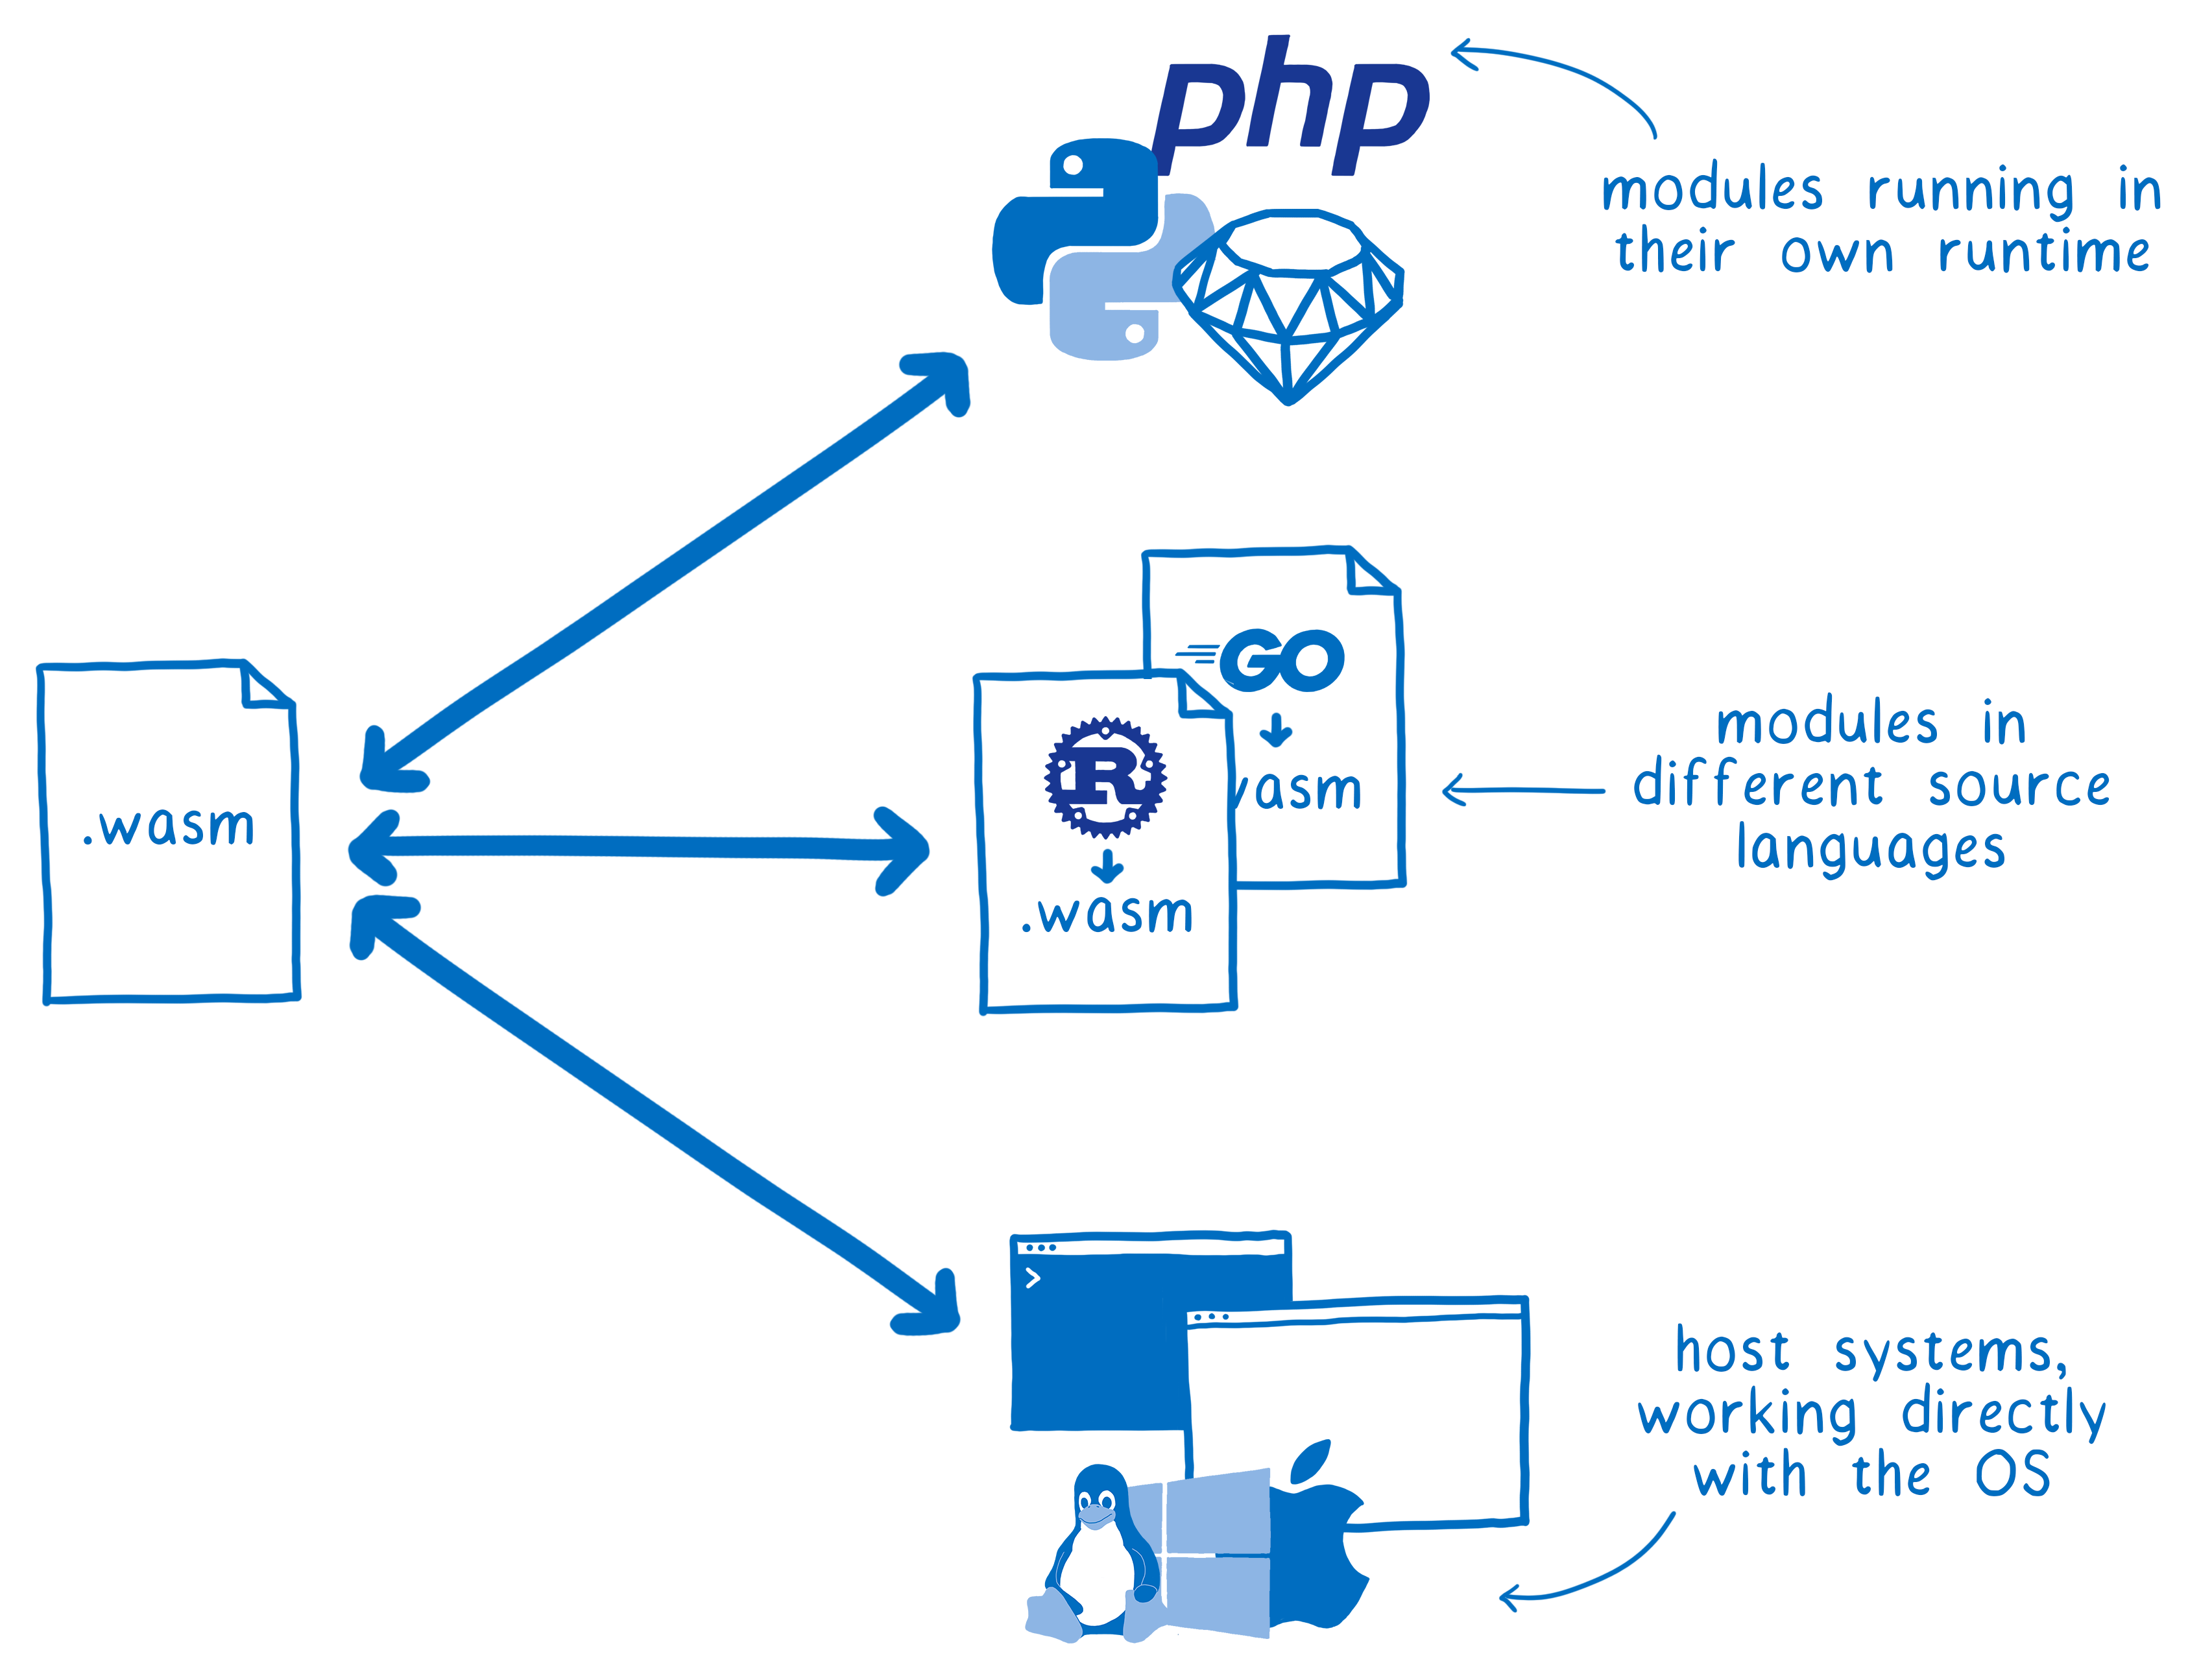 php
modules running in
their own runtime
.wasm
GO
asm
R
.wasm
modules in
different source
languages
>
host systems,
working directly
with the OS